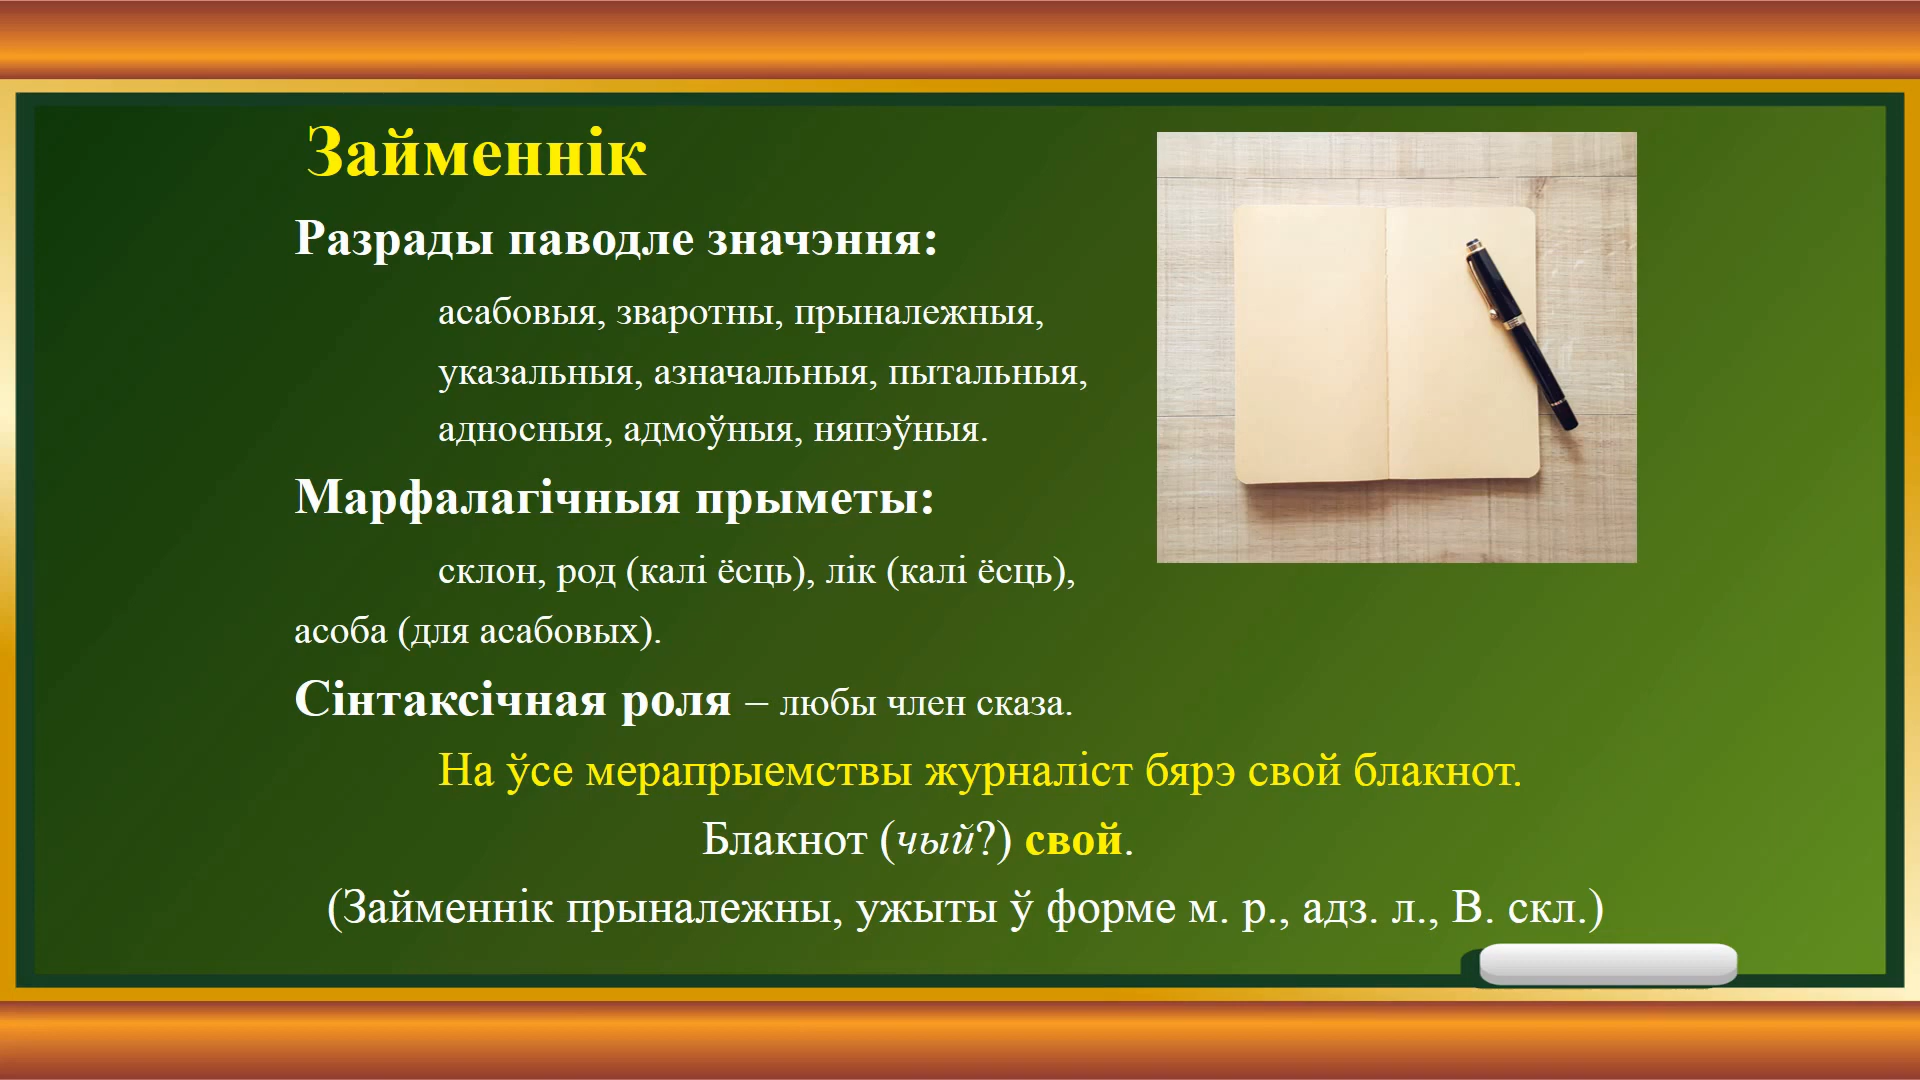 Займеннік
Разрады паводле значэння:
асабовыя, зваротны, прыналежныя,
указальныя, азначальныя, пытальныя,
адносныя, адмоўныя, няпэўныя.
Марфалагічныя прыметы:
склон, род (калі ёсць), лік (калі ёсць),
асоба (для асабовых).
Сінтаксічная роля – любы член сказа.
На ўсе мерапрыемствы журналіст бярэ свой блакнот.
Блакнот (чый?) свой.
(Займеннік прыналежны, ужыты ў форме м. р., адз. л., В. скл.)